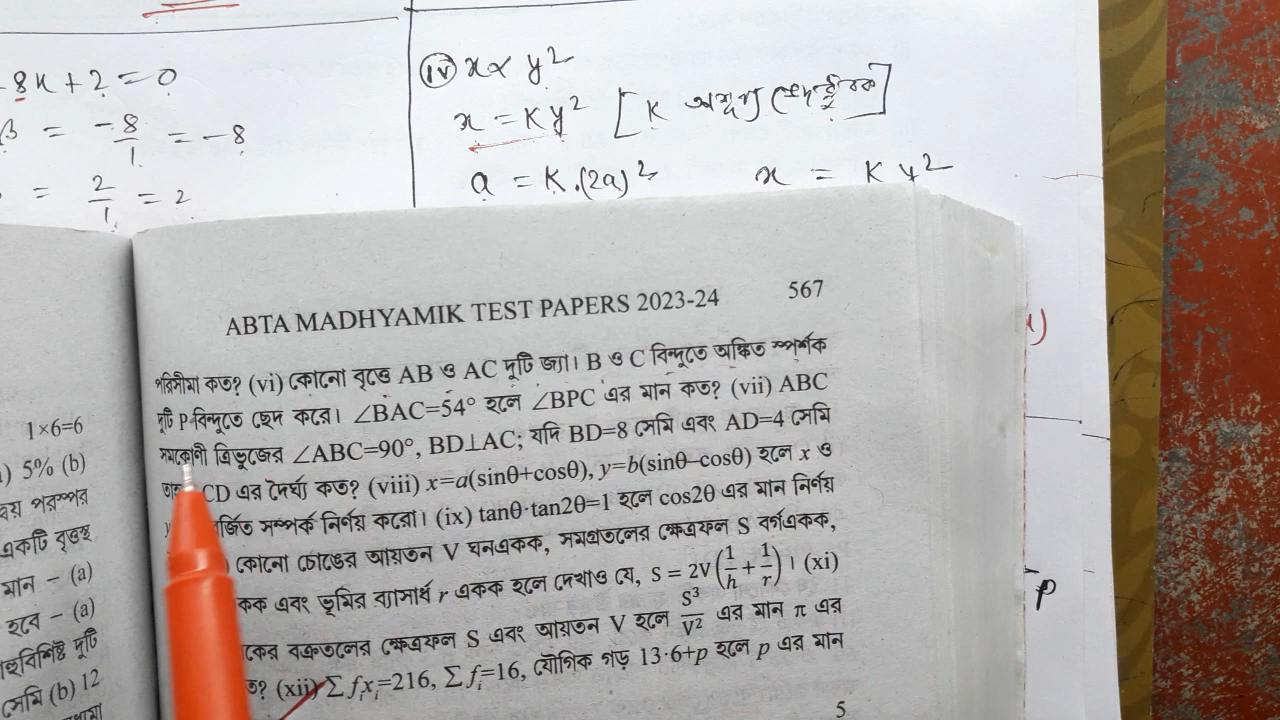 8x + 2 = 0
β = -8/1 = -8
= 2/1 = 2
(iv) x ∝ y²
x = Ky² [K
a = K.(2a)² x = K y²
ABTA MADHYAMIK TEST PAPERS 2023-24 567
পরিসীমা কত? (vi) কোনো বৃত্তে AB ও AC দুটি জ্যা। B ও C বিন্দুতে অঙ্কিত স্পর্শক
দুটি P বিন্দুতে ছেদ করে। ∠BAC=54° হলে ∠BPC এর মান কত? (vii) ABC
সমকোণী ত্রিভুজের ∠ABC=90°, BD⊥AC; যদি BD=8 সেমি এবং AD=4 সেমি
CD এর দৈর্ঘ্য কত? (viii) x=a(sinθ+cosθ), y=b(sinθ–cosθ) হলে x ও
র্জিত সম্পর্ক নির্ণয় করো। (ix) tanθ·tan2θ=1 হলে cos2θ এর মান নির্ণয়
কোনো চোঙের আয়তন V ঘনএকক, সমগ্রতলের ক্ষেত্রফল S বর্গএকক,
কক এবং ভূমির ব্যাসার্ধ r একক হলে দেখাও যে, S = 2V(1/h + 1/r)। (xi)
কের বক্রতলের ক্ষেত্রফল S এবং আয়তন V হলে S³/V² এর মান π এর
ত? (xii) ∑ fᵢxᵢ=216, ∑ fᵢ=16, যৌগিক গড় 13·6+p হলে p এর মান
5
1×6=6
) 5% (b)
বয় পরস্পর
একটি বৃত্তস্থ
মান – (a)
হবে – (a)
হুবিশিষ্ট দুটি
সেমি (b) 12
P